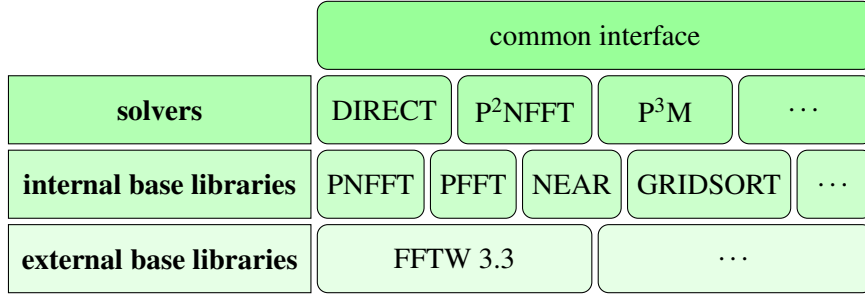 common interface
solvers DIRECT P²NFFT P³M ···
internal base libraries PNFFT PFFT NEAR GRIDSORT ···
external base libraries FFTW 3.3 ···